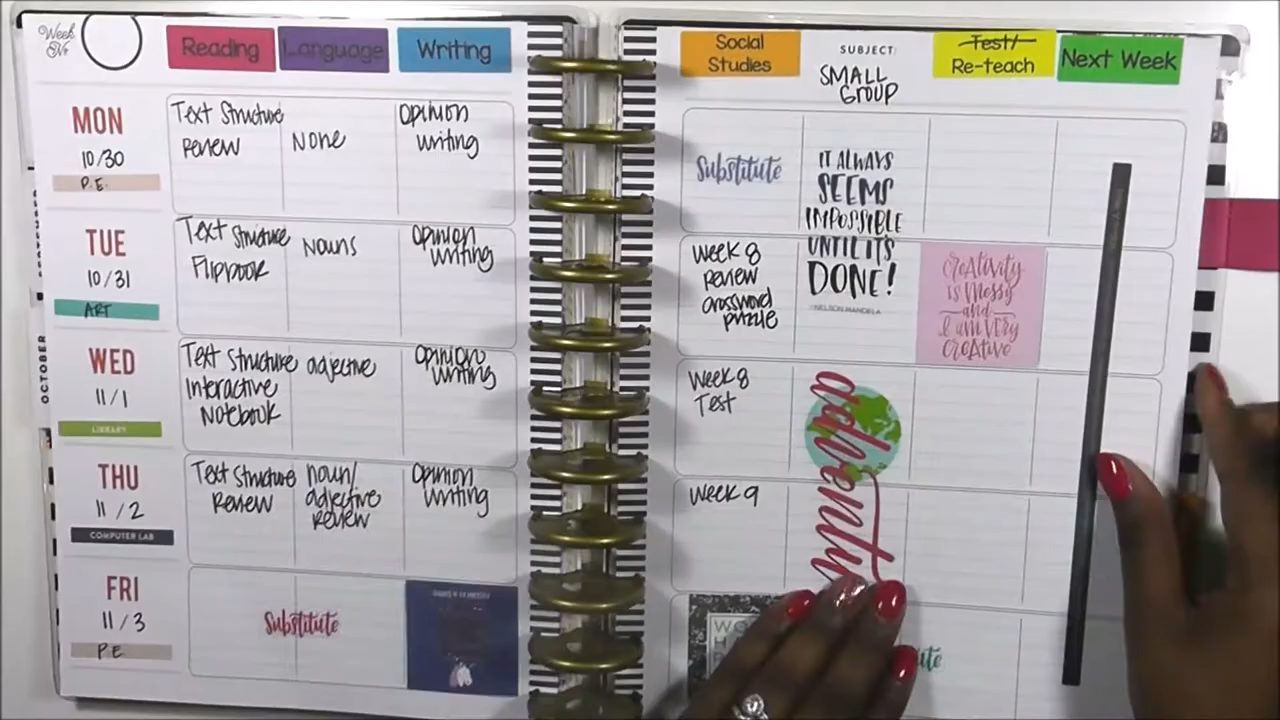 Week
Of
Reading
Language
Writing
MON
10/30
P.E.
Text Structure
Review
None
Opinion
writing
TUE
10/31
ART
Text Structure
Flipbook
Nouns
Opinion
writing
WED
11/1
LIBRARY
Text Structure
Interactive
Notebook
adjective
Opinion
writing
THU
11/2
COMPUTER LAB
Text Structure
Review
noun/
adjective
review
Opinion
writing
FRI
11/3
P.E
Substitute
SEPTEMBER
OCTOBER
Social
Studies
SUBJECT:
SMALL
GROUP
Test/
Re-teach
Next Week
Substitute
IT ALWAYS
SEEMS
IMPOSSIBLE
UNTIL IT'S
DONE!
-NELSON MANDELA
Week 8
review
crossword
puzzle
creativity
is messy
and
I am very
creative
Week 8
Test
adventu
Week 9
WO
H